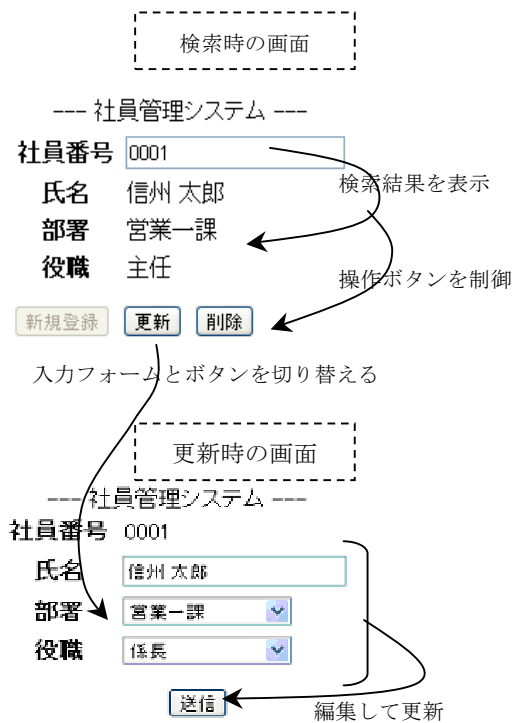 検索時の画面
--- 社員管理システム ---
社員番号 0001
検索結果を表示
氏名 信州 太郎
部署 営業一課
役職 主任
操作ボタンを制御
新規登録 更新 削除
入力フォームとボタンを切り替える
更新時の画面
--- 社員管理システム ---
社員番号 0001
氏名 信州 太郎
部署 営業一課
役職 係長
送信
編集して更新